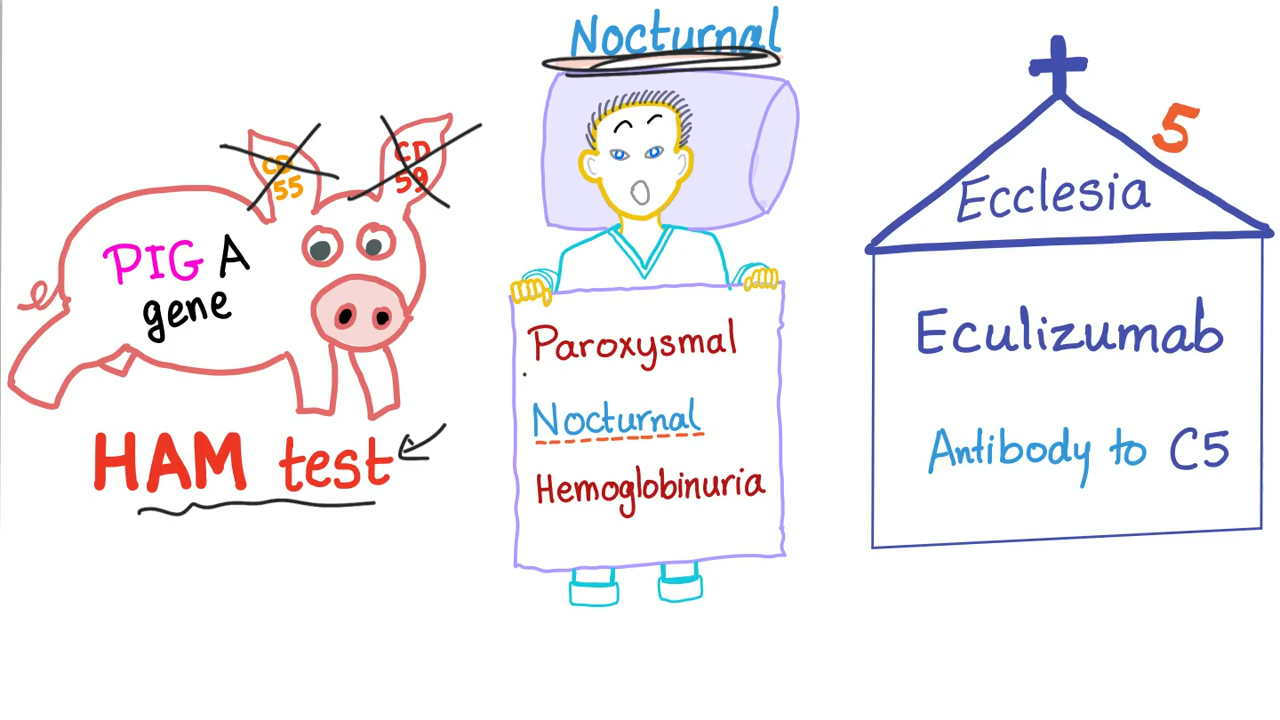 CD
55
CD
59
PIG A
gene
HAM test
Nocturnal
Paroxysmal
Nocturnal
Hemoglobinuria
5
Ecclesia
Eculizumab
Antibody to C5